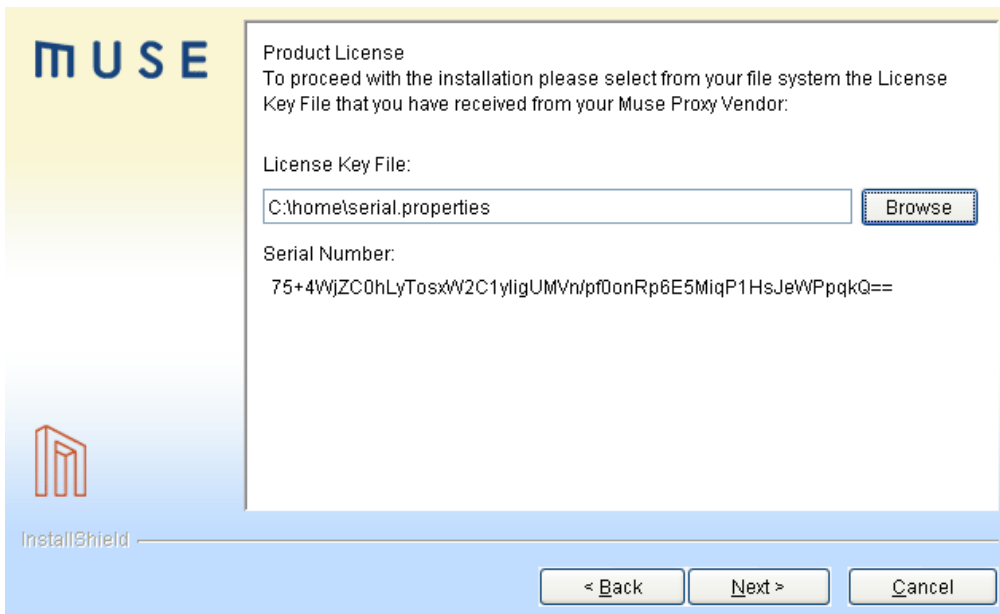 MUSE
Product License
To proceed with the installation please select from your file system the License
Key File that you have received from your Muse Proxy Vendor:
License Key File:
C:\home\serial.properties
Browse
Serial Number:
75+4WjZC0hLyTosxW2C1yligUMVn/pf0onRp6E5MiqP1HsJeWPpqkQ==
InstallShield
< Back
Next >
Cancel